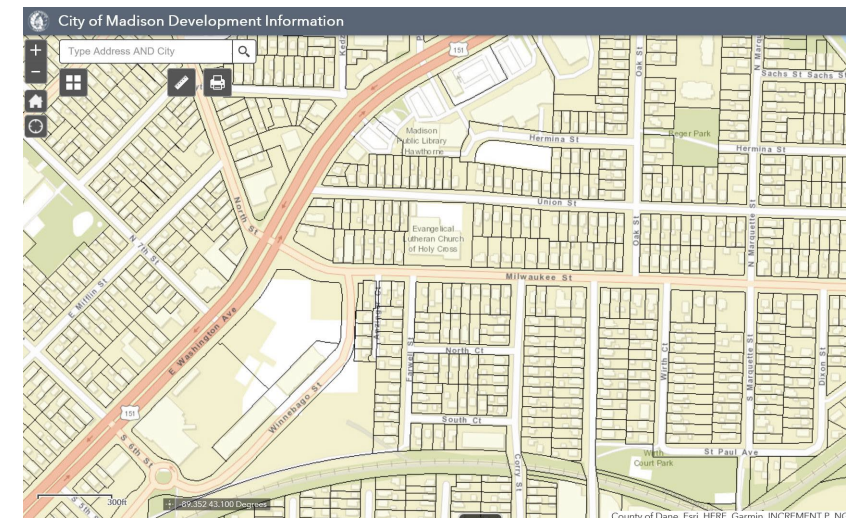 City of Madison Development Information
Type Address AND City
151
Oak St
N Marquette St
Sachs St Sachs S
Madison
Public Library
Hawthorne
Hermina St
Reger Park
Hermina St
North St
N 7th St
Union St
Evangelical
Lutheran Church
of Holy Cross
Oak St
E Mifflin St
Milwaukee St
E Washington Ave
Farwell St
North Ct
Wirth Ct
S Marquette St
Dixon St
Winnebago St
151
South Ct
S 6th St
Corry St
Wirth
Court Park
St Paul Ave
S 5th St
300ft
-89.352 43.100 Degrees
County of Dane, Esri, HERE, Garmin, INCREMENT P, NG